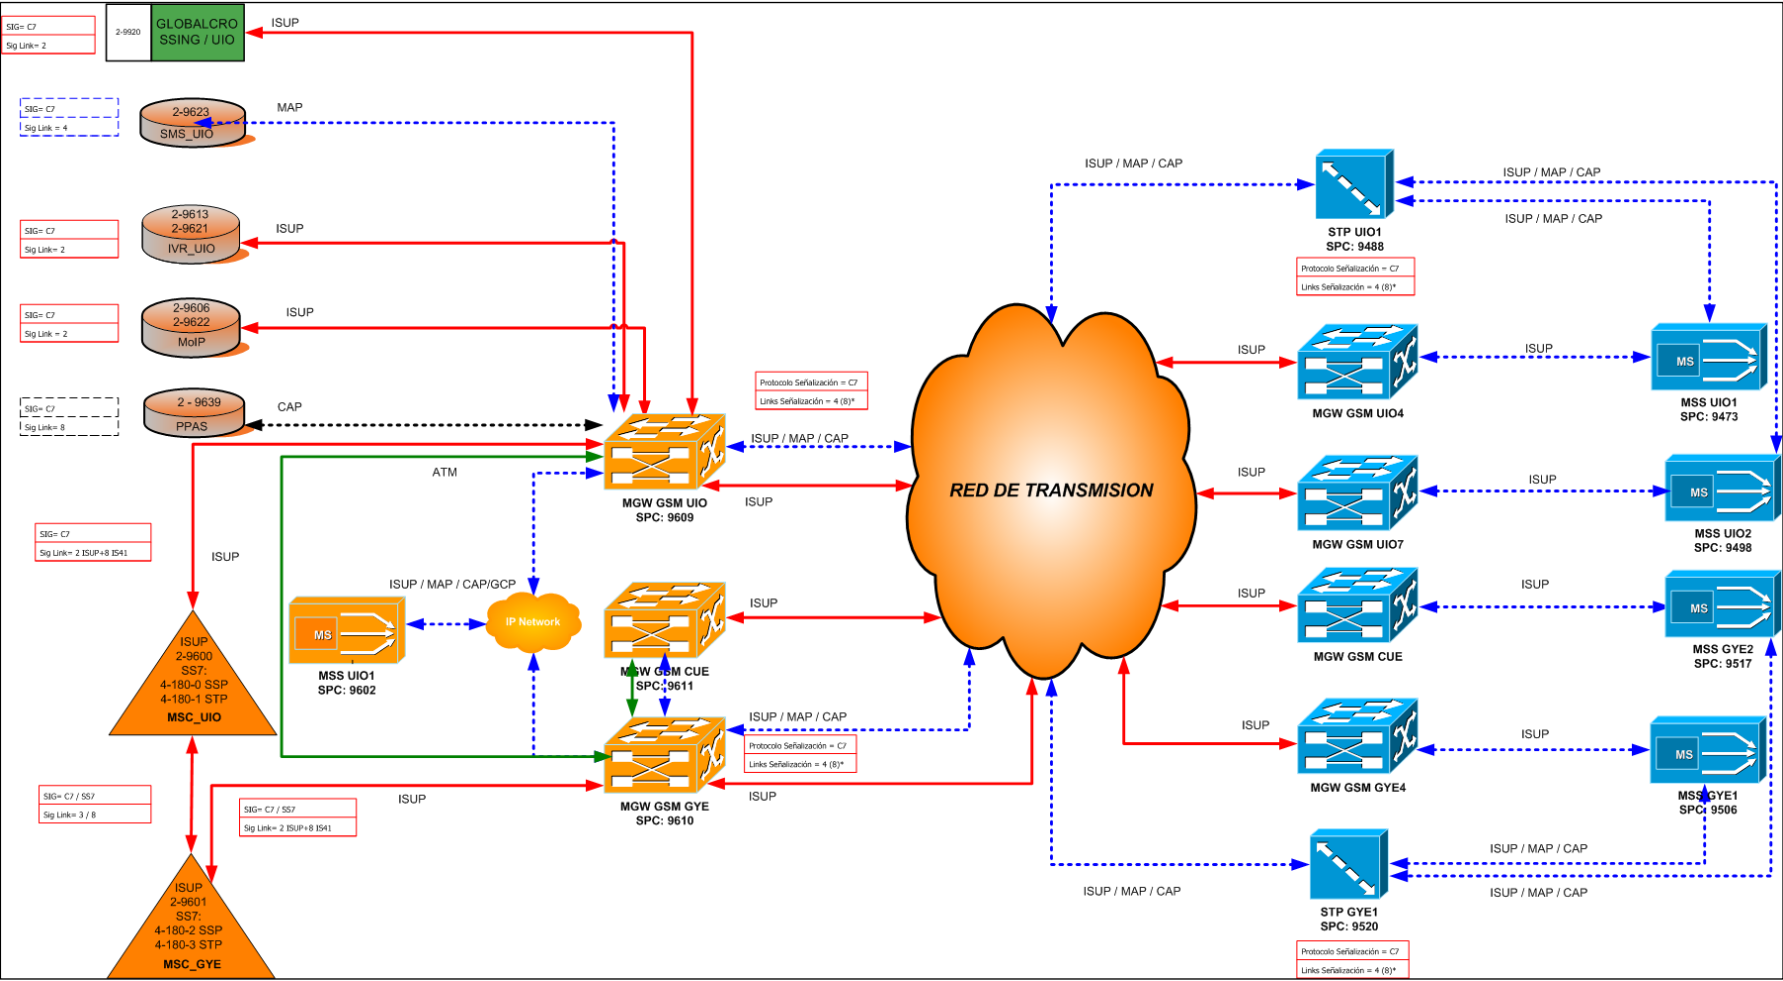 SIG= C7
Sig Link= 2
2-9920
GLOBALCRO
SSING / UIO
ISUP
SIG= C7
Sig Link = 4
2-9623
SMS_UIO
MAP
SIG= C7
Sig Link= 2
2-9613
2-9621
IVR_UIO
ISUP
SIG= C7
Sig Link = 2
2-9606
2-9622
MoIP
ISUP
SIG= C7
Sig Link= 8
2 - 9639
PPAS
CAP
Protocolo Señalización = C7
Links Señalización = 4 (8)*
ISUP / MAP / CAP
ATM
MGW GSM UIO
SPC: 9609
ISUP
SIG= C7
Sig Link= 2 ISUP+8 IS41
ISUP
ISUP / MAP / CAP/GCP
MS
MSS UIO1
SPC: 9602
IP Network
MGW GSM CUE
SPC: 9611
ISUP
ISUP
2-9600
SS7:
4-180-0 SSP
4-180-1 STP
MSC_UIO
ISUP / MAP / CAP
Protocolo Señalización = C7
Links Señalización = 4 (8)*
MGW GSM GYE
SPC: 9610
ISUP
ISUP
SIG= C7 / SS7
Sig Link= 3 / 8
SIG= C7 / SS7
Sig Link= 2 ISUP+8 IS41
ISUP
2-9601
SS7:
4-180-2 SSP
4-180-3 STP
MSC_GYE
RED DE TRANSMISION
ISUP / MAP / CAP
STP UIO1
SPC: 9488
Protocolo Señalización = C7
Links Señalización = 4 (8)*
ISUP / MAP / CAP
ISUP / MAP / CAP
ISUP
MGW GSM UIO4
ISUP
MS
MSS UIO1
SPC: 9473
ISUP
MGW GSM UIO7
ISUP
MS
MSS UIO2
SPC: 9498
ISUP
MGW GSM CUE
ISUP
MS
MSS GYE2
SPC: 9517
ISUP
MGW GSM GYE4
ISUP
MS
MSS GYE1
SPC: 9506
ISUP / MAP / CAP
STP GYE1
SPC: 9520
Protocolo Señalización = C7
Links Señalización = 4 (8)*
ISUP / MAP / CAP
ISUP / MAP / CAP